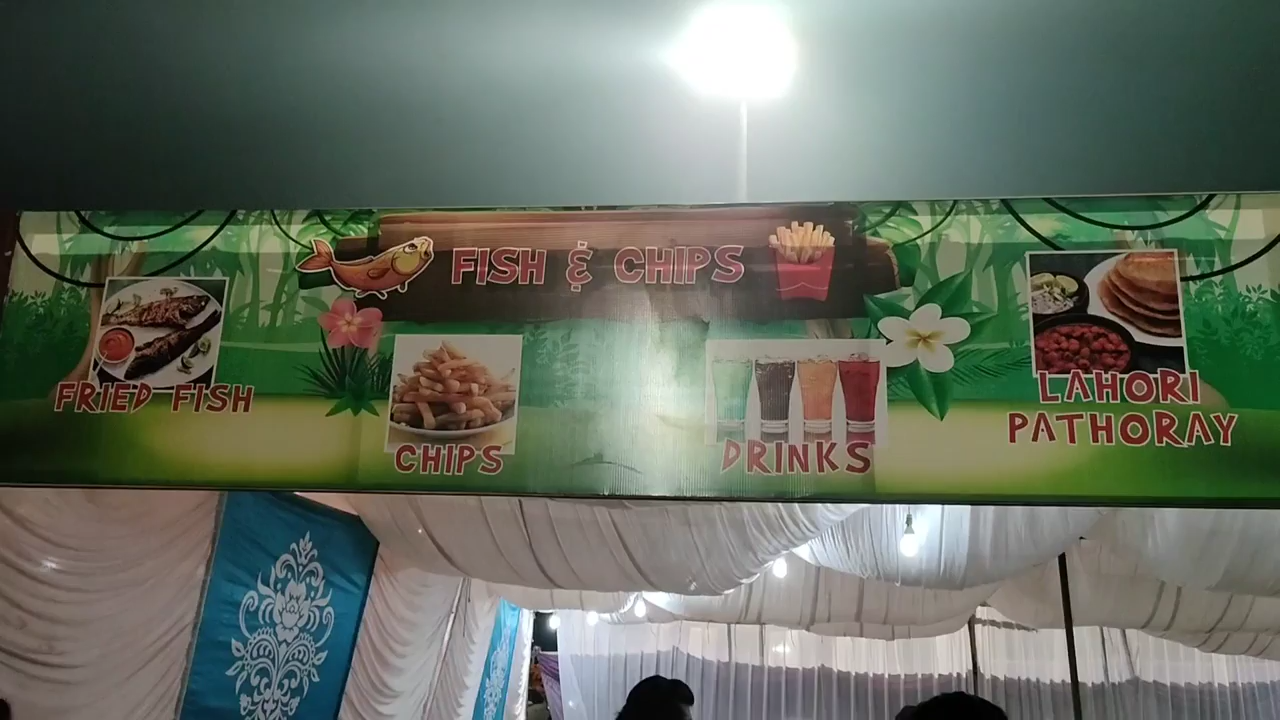 FISH & CHIPS
FRIED FISH
CHIPS
DRINKS
LAHORI
PATHORAY